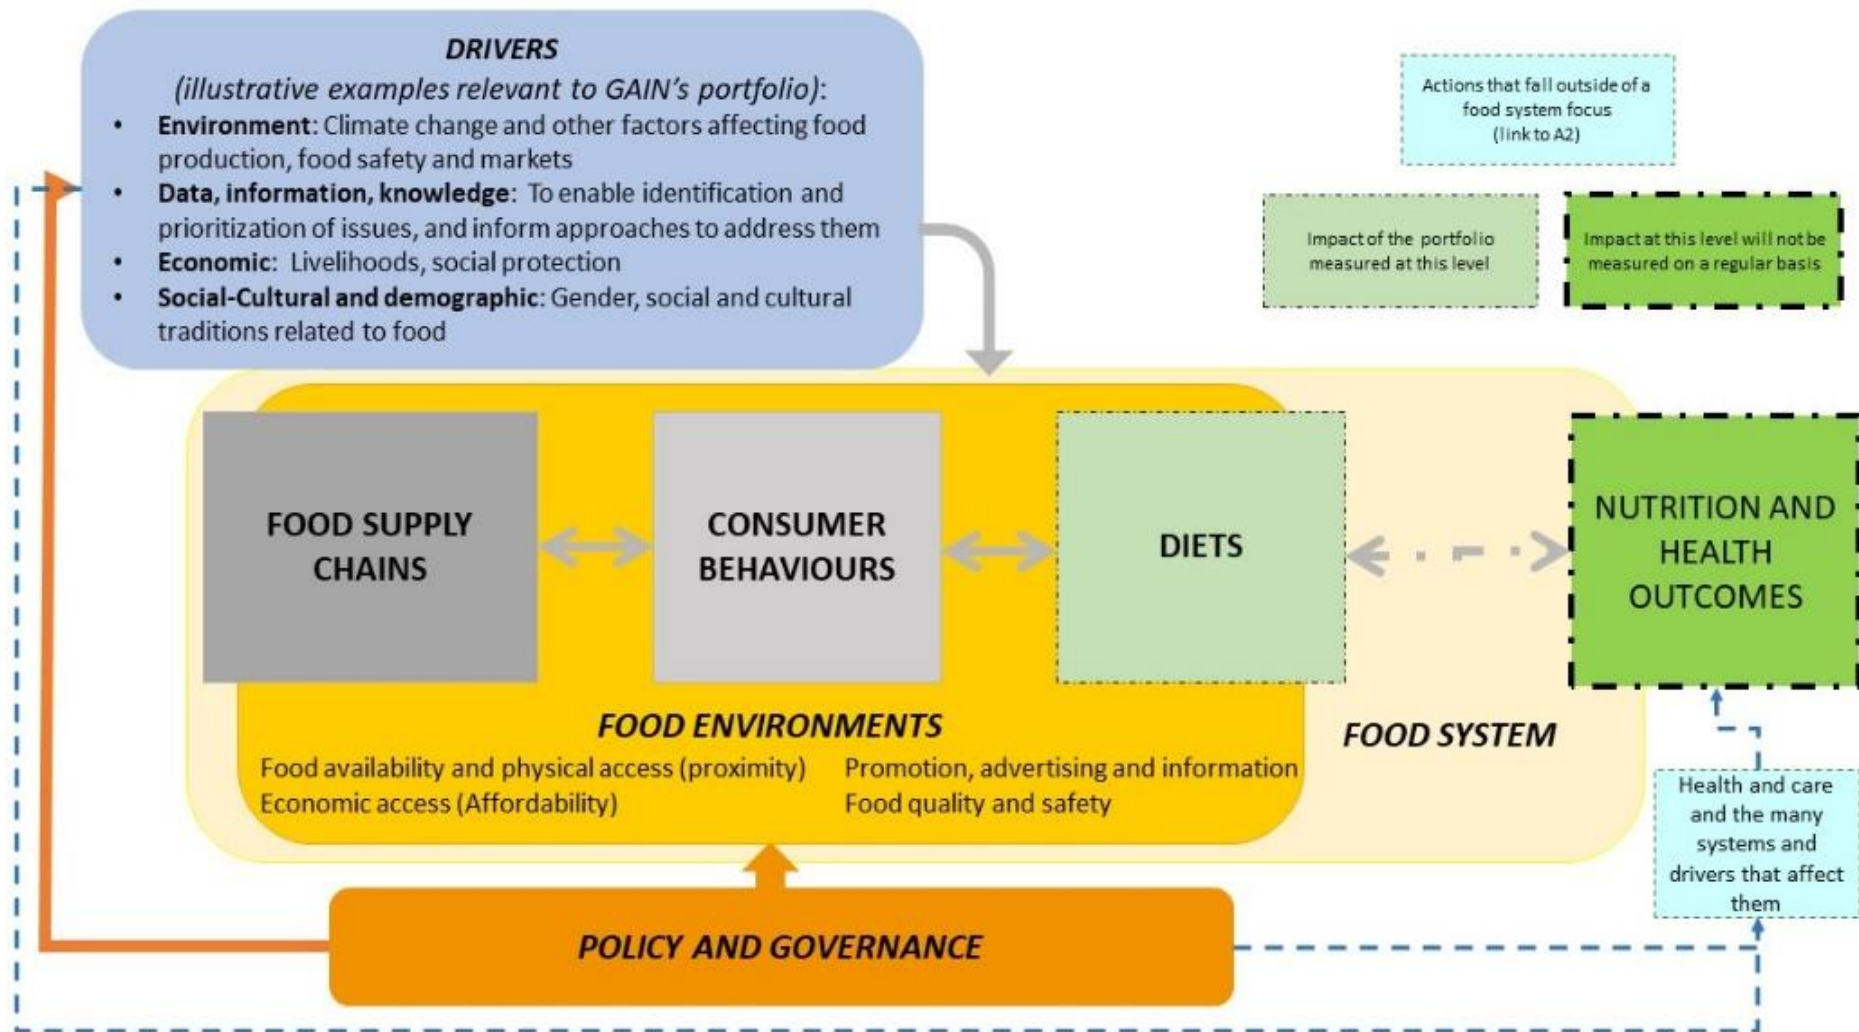 DRIVERS
(illustrative examples relevant to GAIN's portfolio):
• Environment: Climate change and other factors affecting food
production, food safety and markets
• Data, information, knowledge: To enable identification and
prioritization of issues, and inform approaches to address them
• Economic: Livelihoods, social protection
• Social-Cultural and demographic: Gender, social and cultural
traditions related to food
Actions that fall outside of a
food system focus
(link to A2)
Impact of the portfolio
measured at this level
Impact at this level will not be
measured on a regular basis
FOOD SUPPLY
CHAINS
CONSUMER
BEHAVIOURS
DIETS
NUTRITION AND
HEALTH
OUTCOMES
FOOD ENVIRONMENTS
Food availability and physical access (proximity)
Economic access (Affordability)
Promotion, advertising and information
Food quality and safety
FOOD SYSTEM
Health and care
and the many
systems and
drivers that affect
them
POLICY AND GOVERNANCE